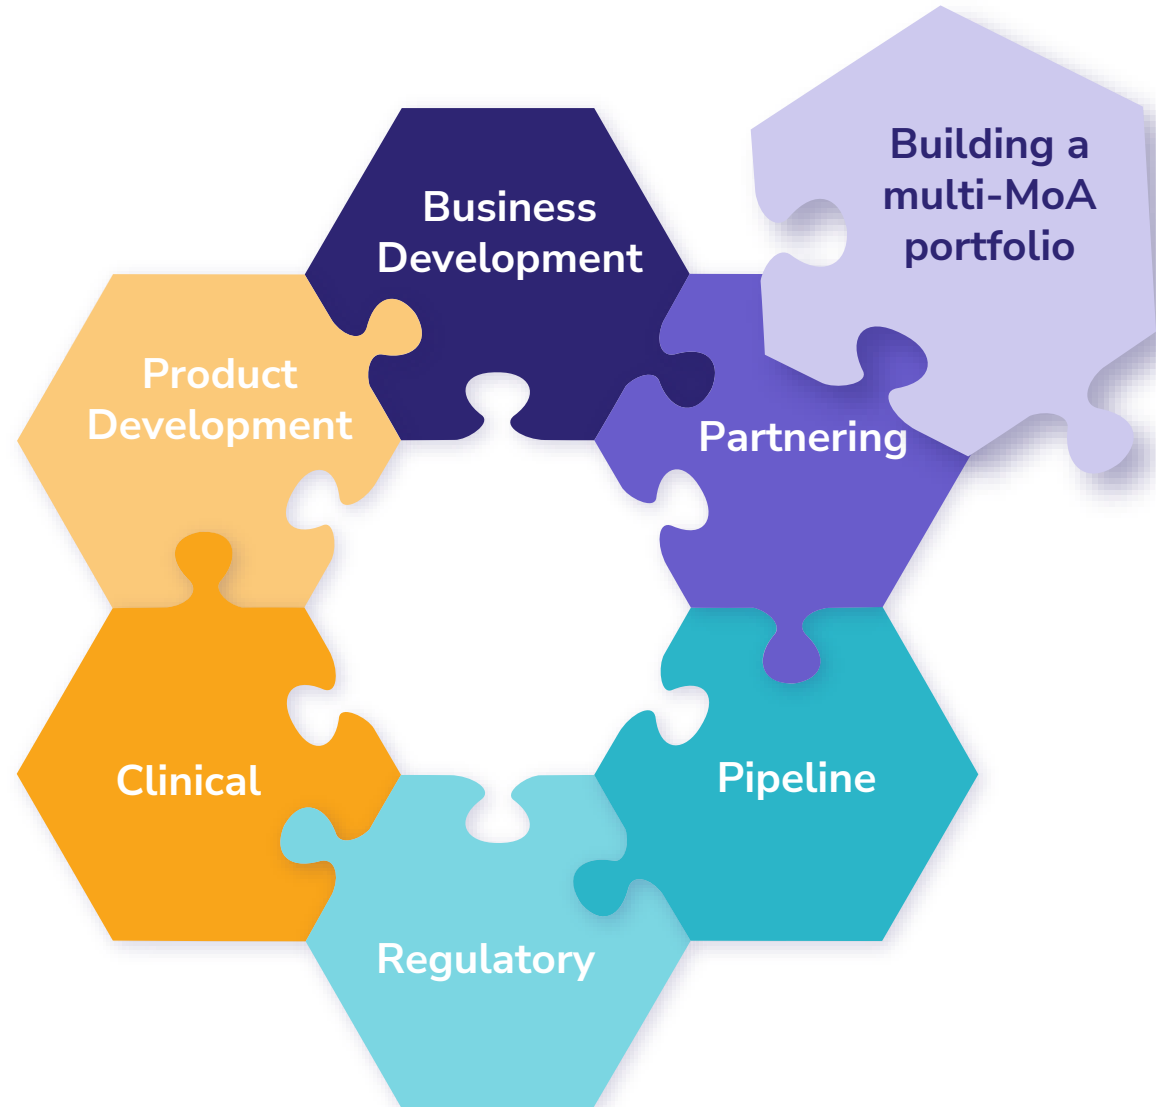 Building a
multi-MoA
portfolio
Business
Development
Product
Development
Partnering
Clinical
Pipeline
Regulatory